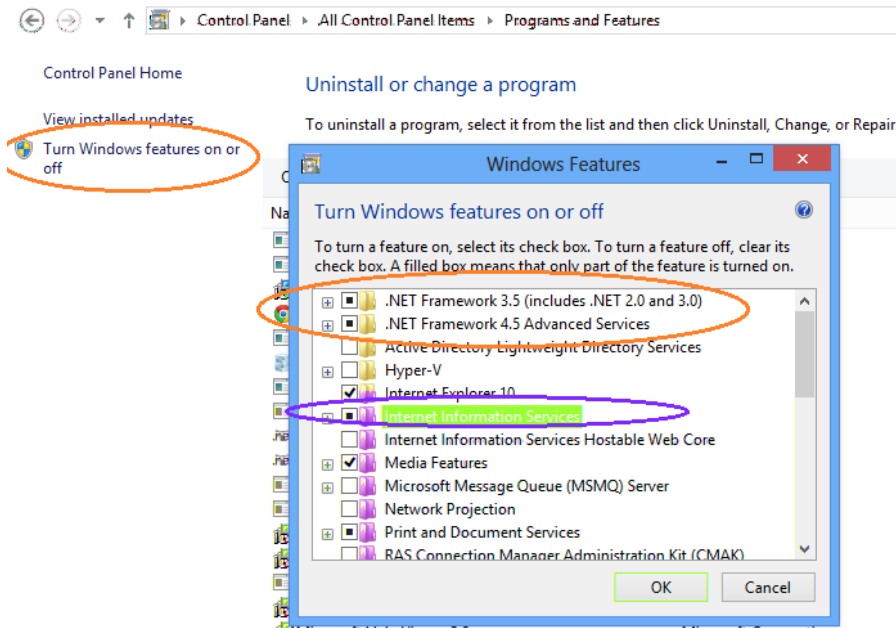 Control Panel ▸ All Control Panel Items ▸ Programs and Features
Control Panel Home
View installed updates
Turn Windows features on or
off
Uninstall or change a program
To uninstall a program, select it from the list and then click Uninstall, Change, or Repair
Na
Windows Features
Turn Windows features on or off
To turn a feature on, select its check box. To turn a feature off, clear its
check box. A filled box means that only part of the feature is turned on.
.NET Framework 3.5 (includes .NET 2.0 and 3.0)
.NET Framework 4.5 Advanced Services
Active Directory Lightweight Directory Services
Hyper-V
Internet Explorer 10
Internet Information Services
Internet Information Services Hostable Web Core
Media Features
Microsoft Message Queue (MSMQ) Server
Network Projection
Print and Document Services
RAS Connection Manager Administration Kit (CMAK)
OK
Cancel